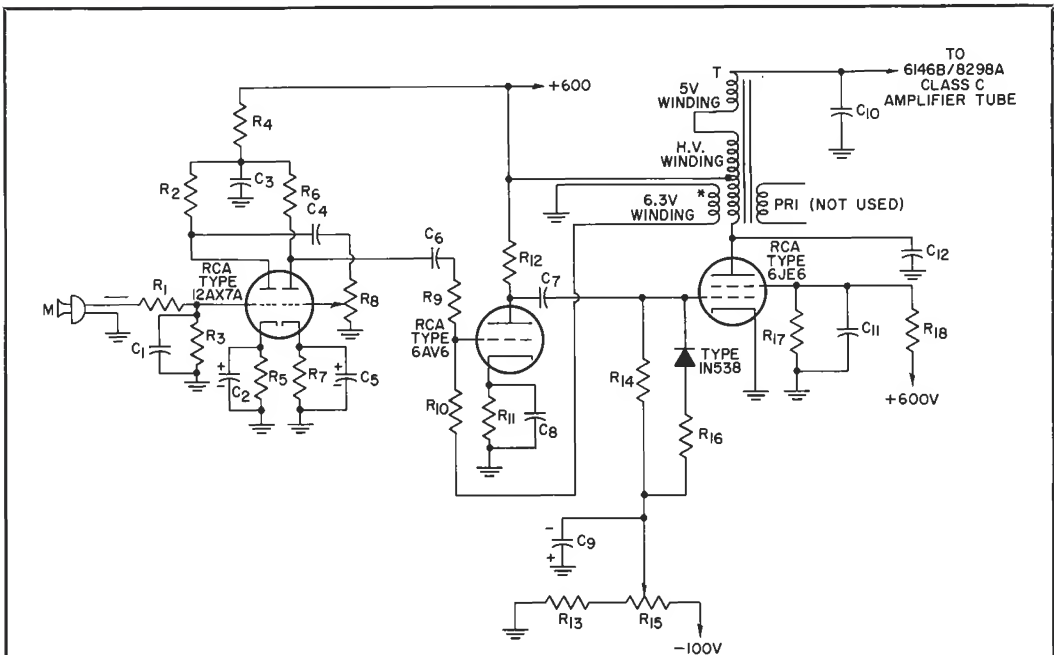 TO
6146B/8298A
CLASS C
AMPLIFIER TUBE
T
5V
WINDING
+600
C10
R4
H.V.
WINDING
R2
C3
R6
C4
6.3V
WINDING
*
PRI (NOT USED)
C6
R12
RCA
TYPE
6JE6
C12
RCA
TYPE
12AX7A
R8
C7
M
R1
R9
RCA
TYPE
6AV6
R3
C1
R17
C11
R18
TYPE
IN538
C2
R5
R7
C5
R14
R10
R11
C8
+600V
R16
C9
R13
R15
-100V